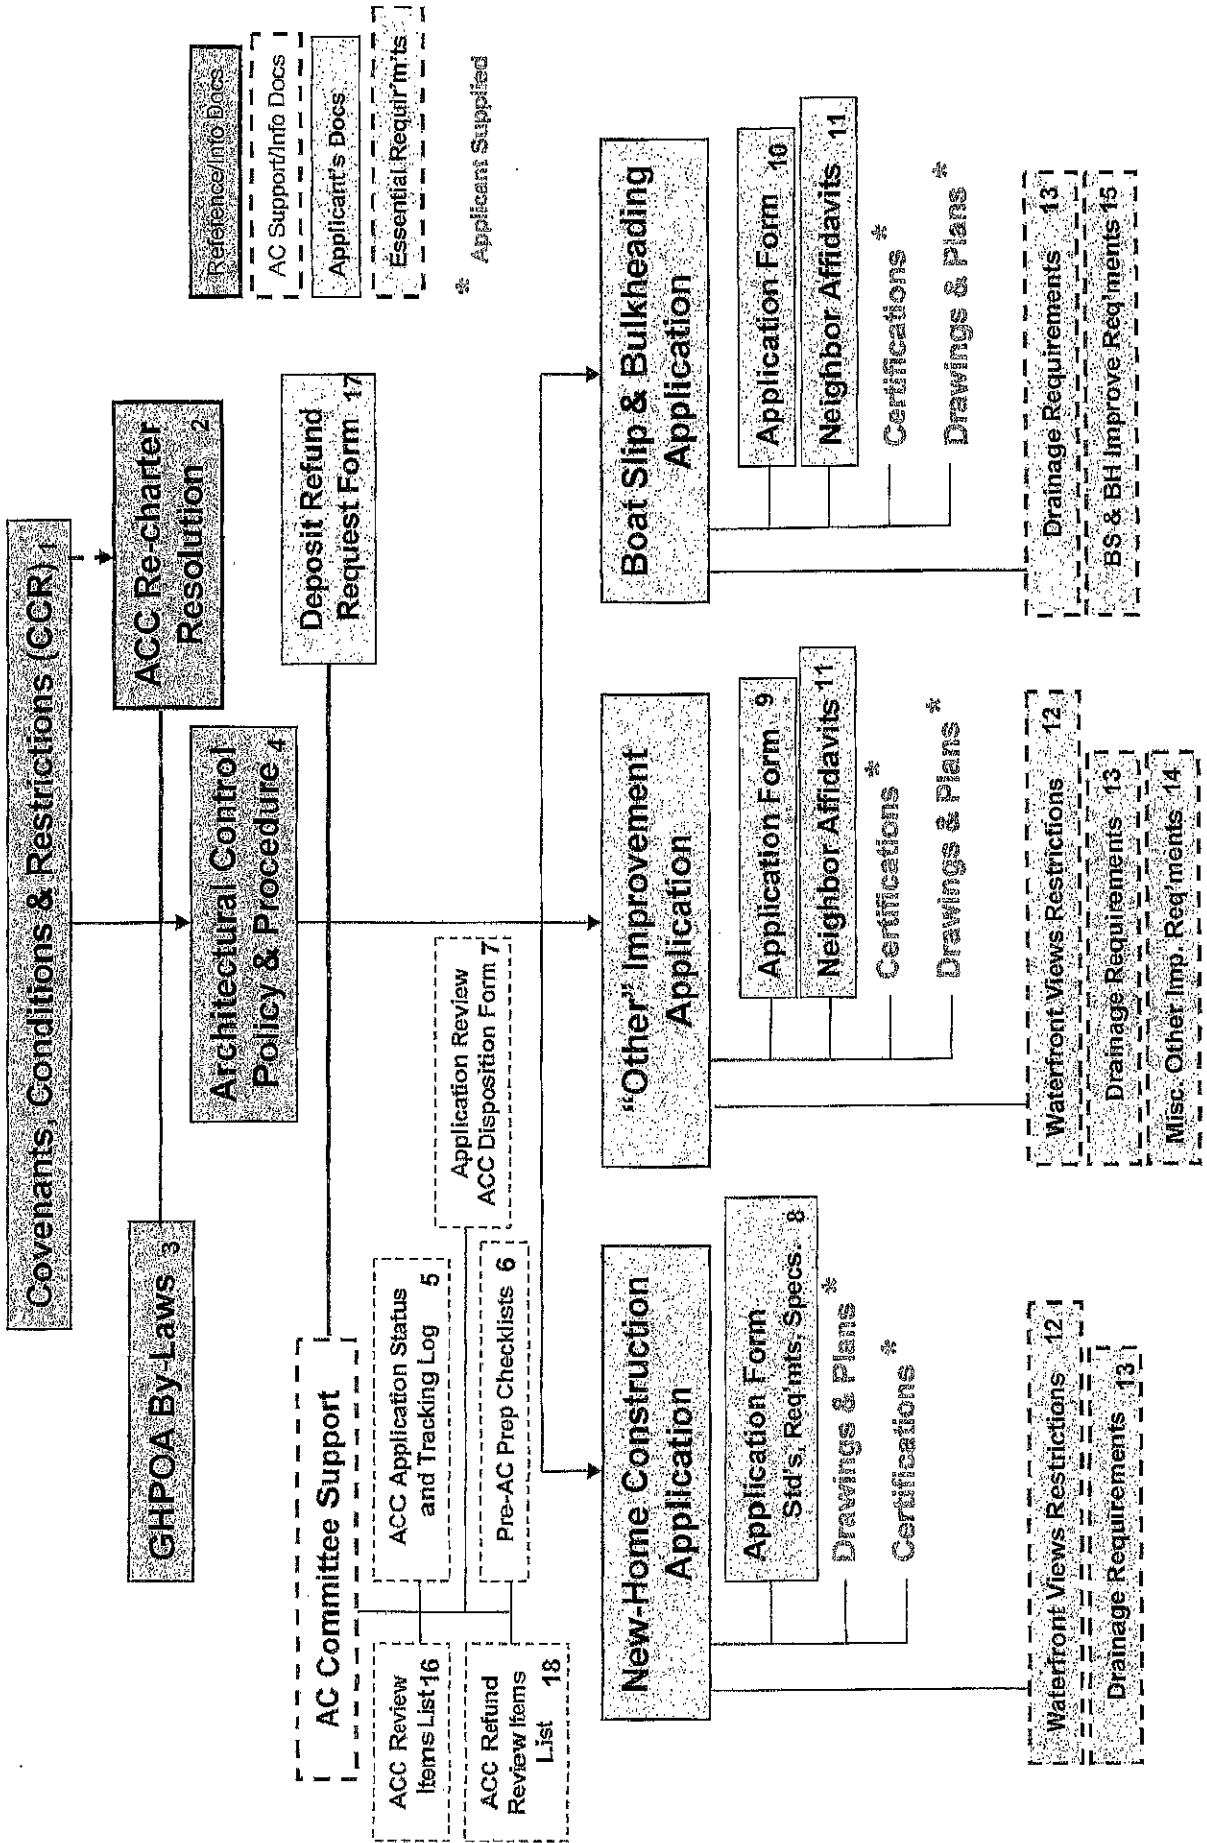 Covenants, Conditions & Restrictions (CCR) 1
GHPOA By-Laws 3
ACC Re-charter
Resolution 2
Architectural Control
Policy & Procedure 4
Reference/Info Docs
AC Support/Info Docs
Applicant's Docs
Essential Requir'm'ts
* Applicant Supplied
AC Committee Support
Deposit Refund
Request Form 17
ACC Review
Items List 16
ACC Application Status
and Tracking Log 5
Application Review
ACC Disposition Form 7
ACC Refund
Review Items
List 18
Pre-AC Prep Checklists 6
New-Home Construction
Application
Application Form
Std's, Req'mts. Specs. 8
Drawings & Plans *
Certifications *
Waterfront Views Restrictions 12
Drainage Requirements 13
"Other" Improvement
Application
Application Form 9
Neighbor Affidavits 11
Certifications *
Drawings & Plans *
Waterfront Views Restrictions 12
Drainage Requirements 13
Misc. Other Imp. Req'ments 14
Boat Slip & Bulkheading
Application
Application Form 10
Neighbor Affidavits 11
Certifications *
Drawings & Plans *
Drainage Requirements 13
BS & BH Improve Req'ments 15